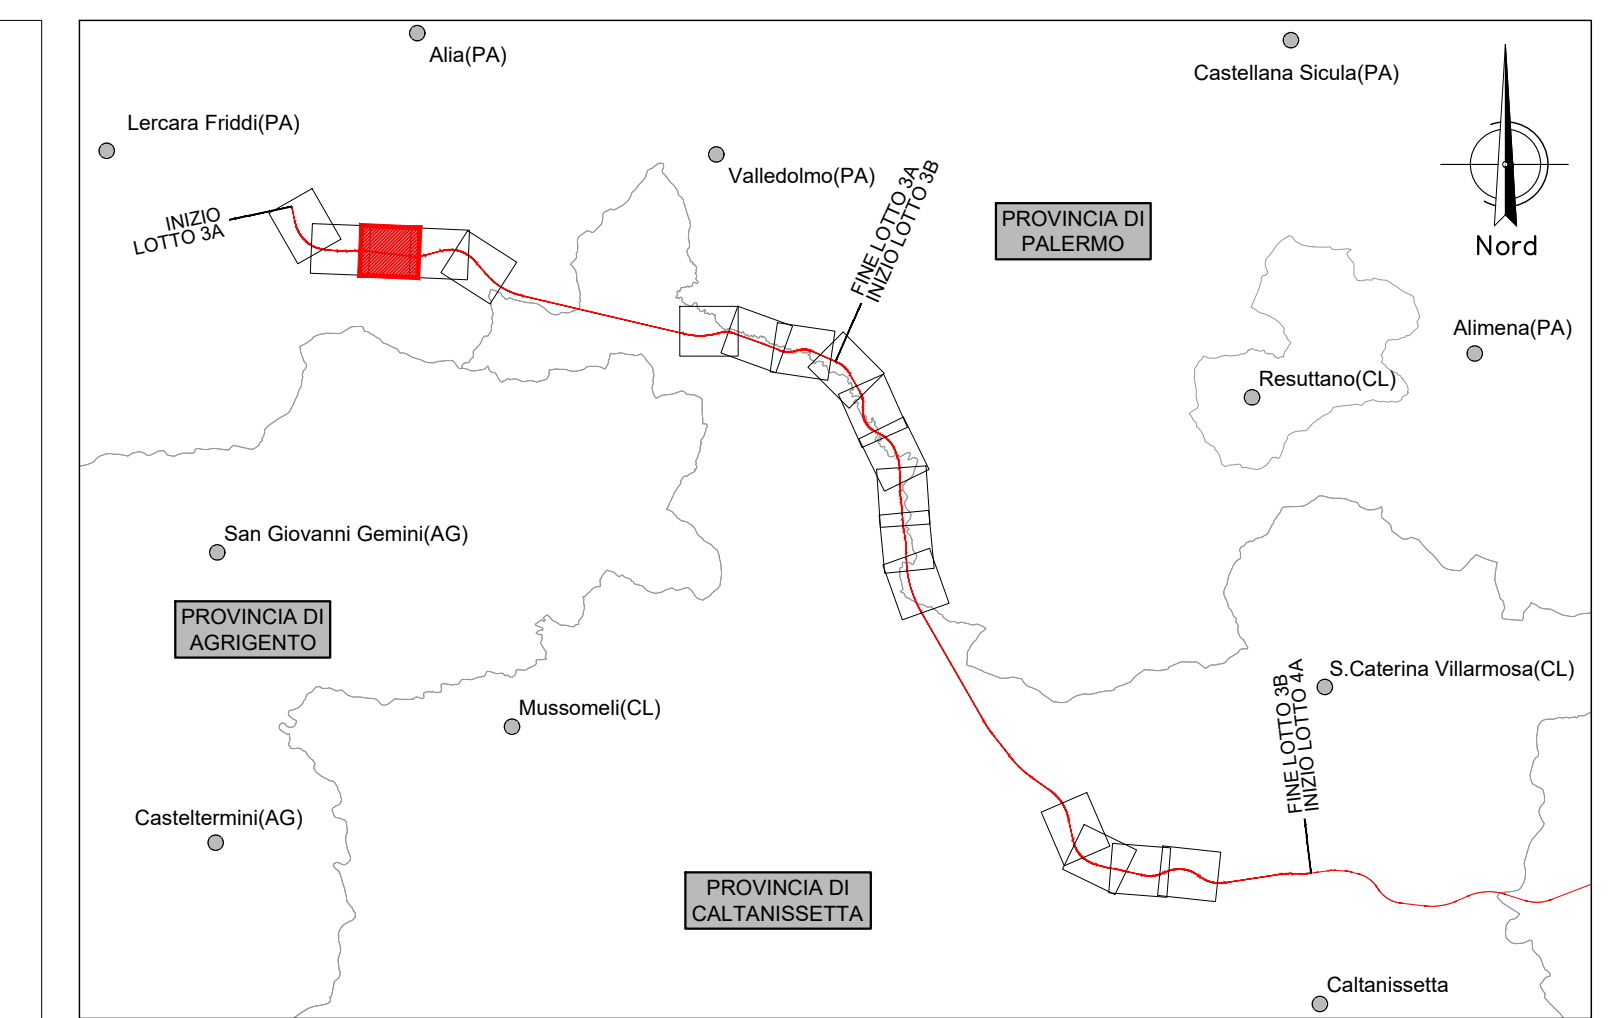 Alia(PA)
Castellana Sicula(PA)
Lercara Friddi(PA)
Valledolmo(PA)
INIZIO
LOTTO 3A
FINE LOTTO 3A
INIZIO LOTTO 3B
PROVINCIA DI
PALERMO
Nord
Alimena(PA)
Resuttano(CL)
San Giovanni Gemini(AG)
PROVINCIA DI
AGRIGENTO
S.Caterina Villarmosa(CL)
Mussomeli(CL)
FINE LOTTO 3B
INIZIO LOTTO 4A
Casteltermini(AG)
PROVINCIA DI
CALTANISSETTA
Caltanissetta